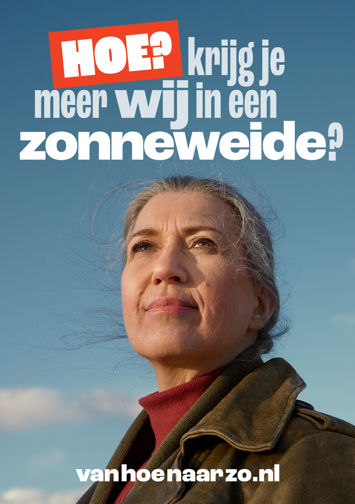 HOE? krijg je
meer wij in een
zonneweide?
vanhoenaarzo.nl